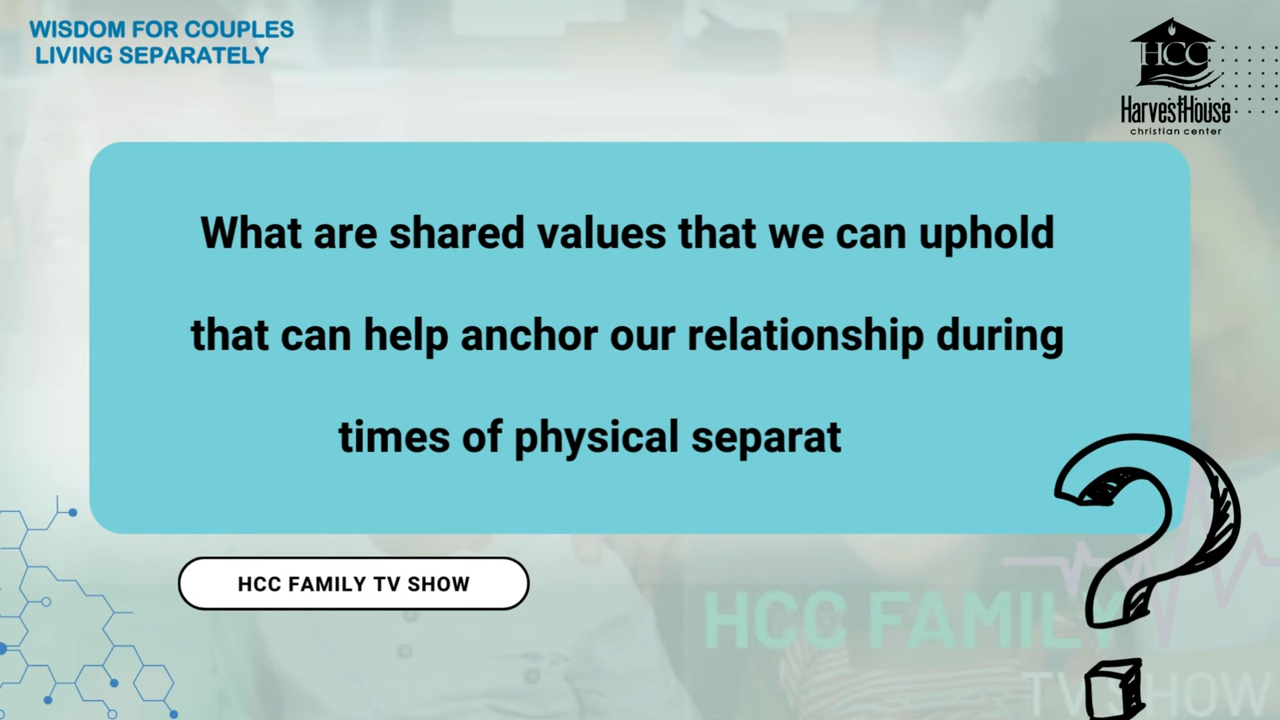 WISDOM FOR COUPLES
LIVING SEPARATELY
HCC
HarvestHouse
christian center
What are shared values that we can uphold
that can help anchor our relationship during
times of physical separat
?
HCC FAMILY TV SHOW
HCC FAMILY
TV SHOW